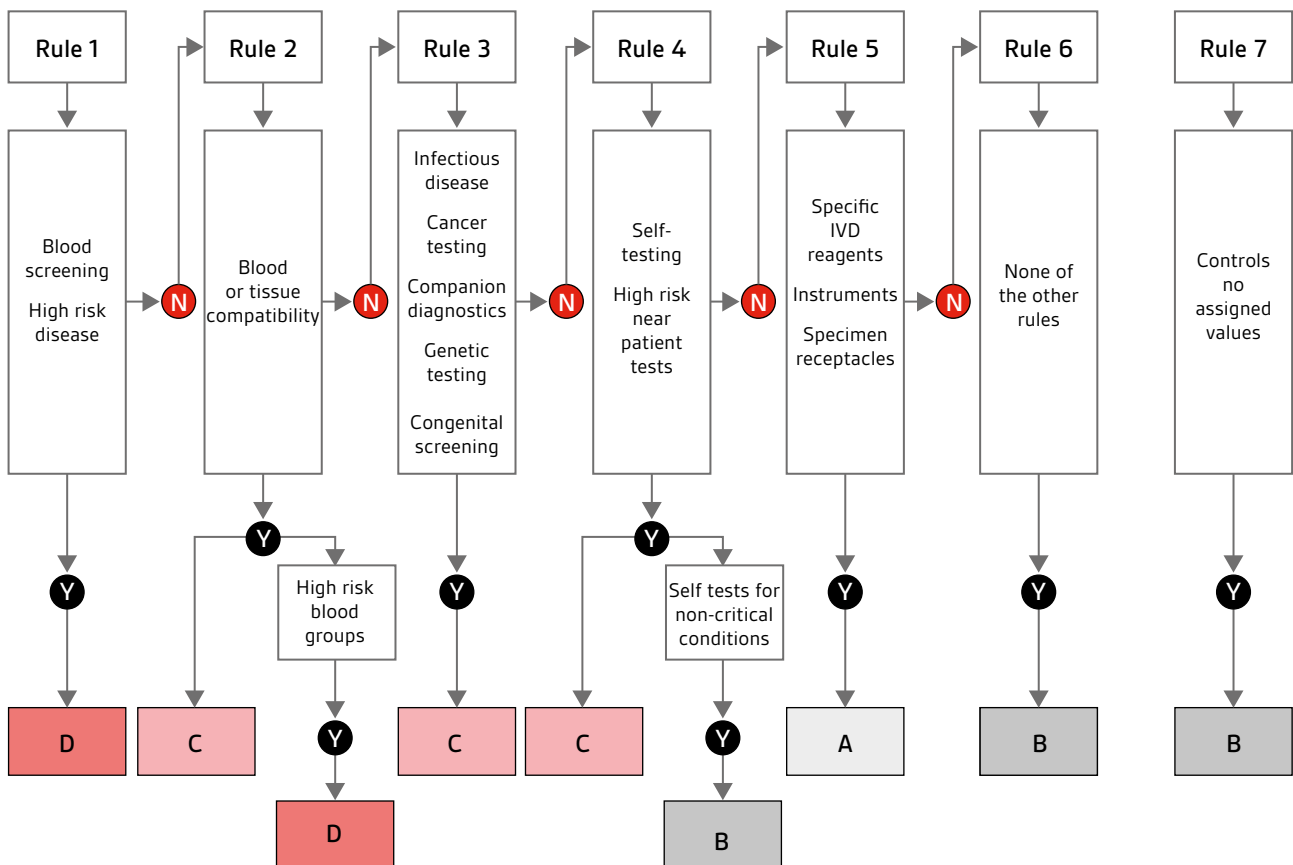 Rule 1
Rule 2
Rule 3
Rule 4
Rule 5
Rule 6
Rule 7
Blood
screening
High risk
disease
N
Blood
or tissue
compatibility
N
Infectious
disease
Cancer
testing
Companion
diagnostics
Genetic
testing
Congenital
screening
N
Self-
testing
High risk
near
patient
tests
N
Specific
IVD
reagents
Instruments
Specimen
receptacles
N
None of
the other
rules
Controls
no
assigned
values
Y
Y
High risk
blood
groups
Y
Y
Y
Self tests for
non-critical
conditions
Y
Y
Y
D
C
Y
C
C
Y
A
B
B
D
B